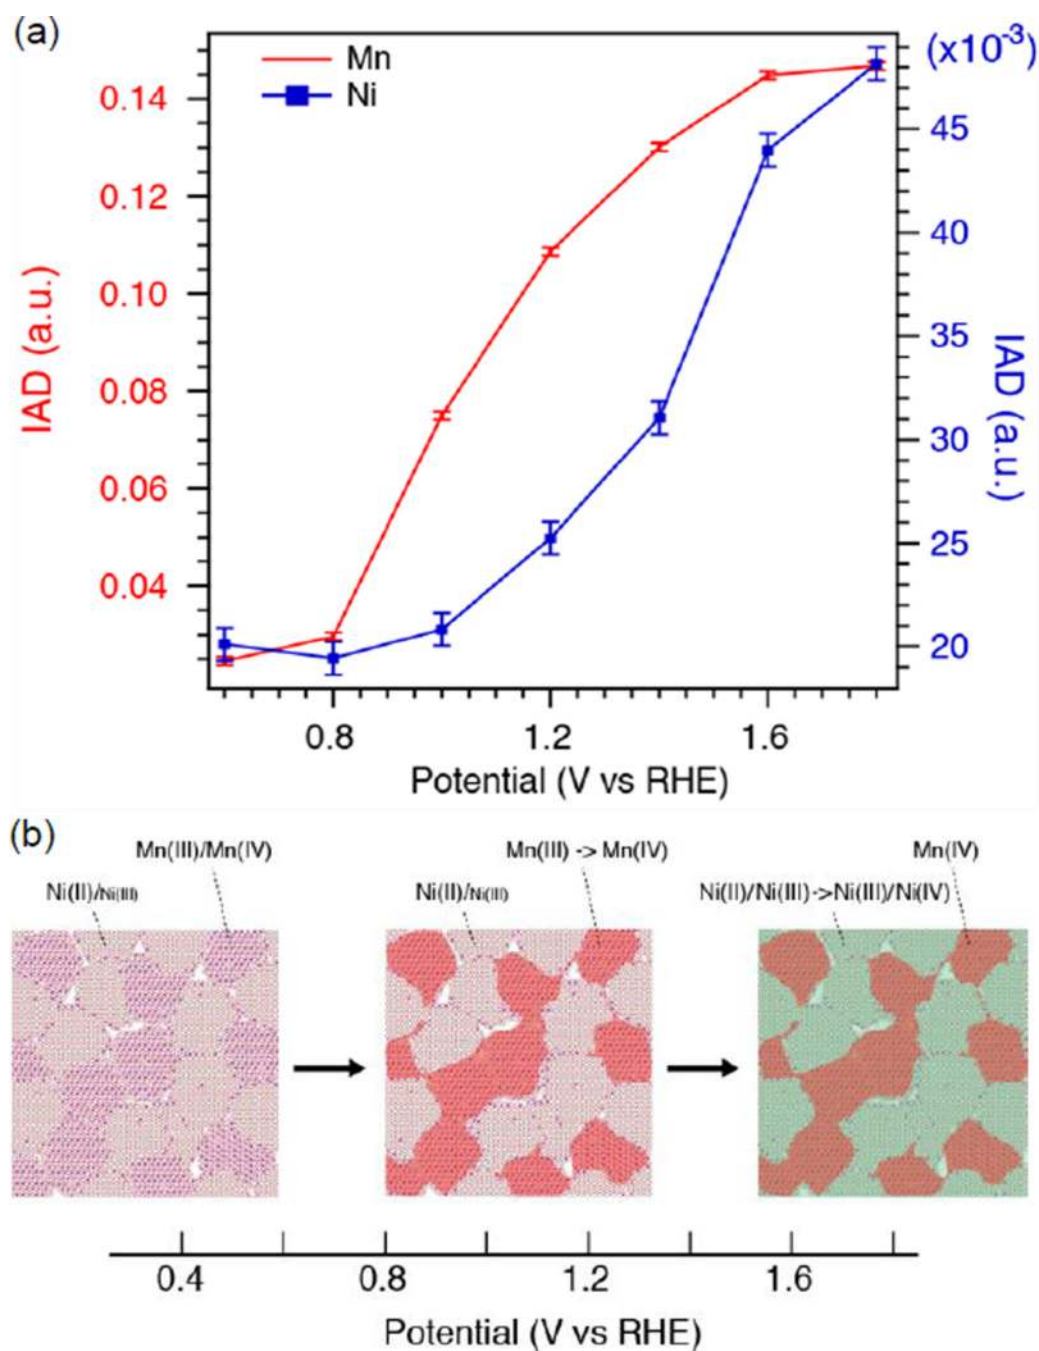 (a)
(x10-3)
Mn
Ni
0.14
0.12
0.10
0.08
0.06
0.04
IAD (a.u.)
45
40
35
30
25
20
IAD (a.u.)
0.8 1.2 1.6
Potential (V vs RHE)
(b)
Mn(III)/Mn(IV)
Ni(II)/Ni(III)
Mn(III) -> Mn(IV)
Ni(II)/Ni(III)
Mn(IV)
Ni(II)/Ni(III)->Ni(III)/Ni(IV)
0.4 0.8 1.2 1.6
Potential (V vs RHE)